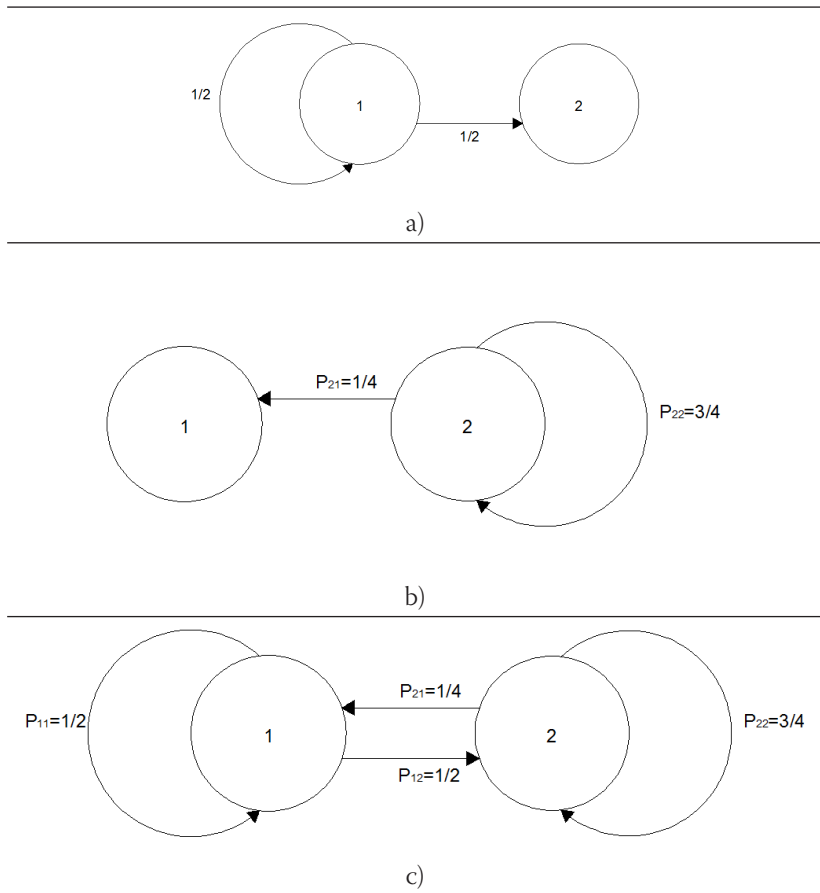 1/2
1
2
1/2
a)
P₂₁=1/4
1
2
P₂₂=3/4
b)
P₂₁=1/4
P₁₁=1/2
1
2
P₂₂=3/4
P₁₂=1/2
c)